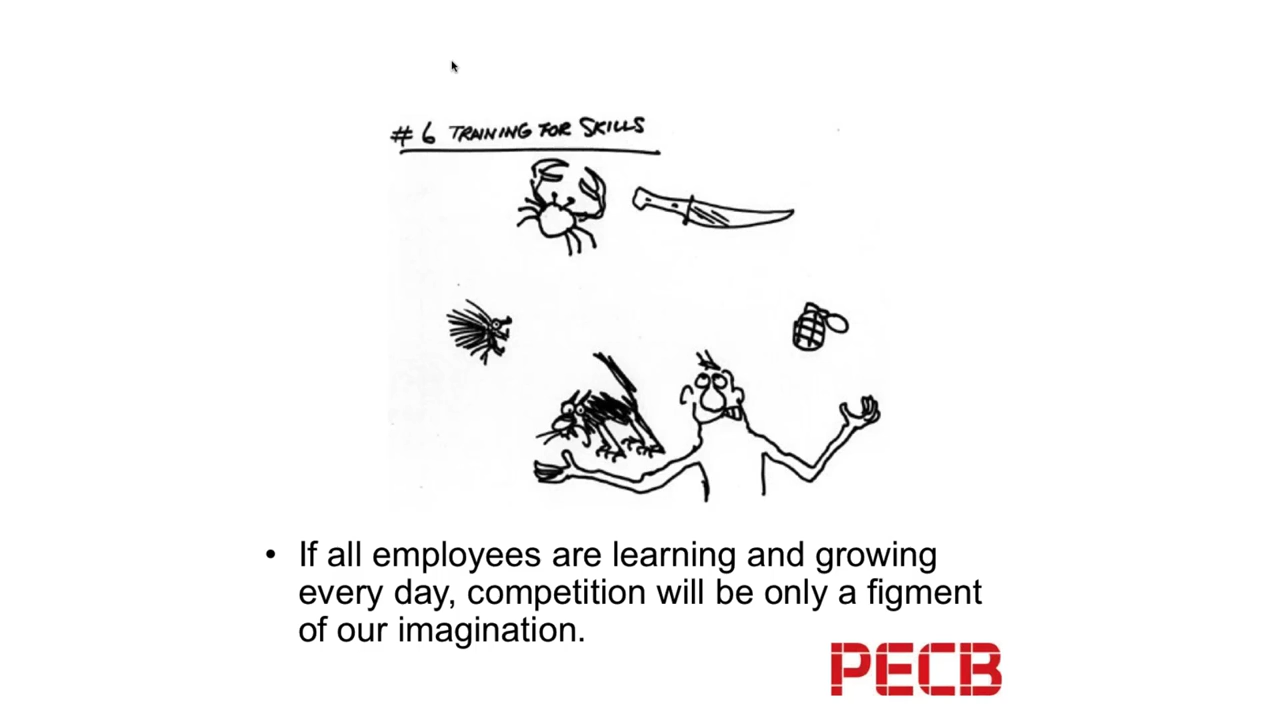 # 6 TRAINING FOR SKILLS
• If all employees are learning and growing
every day, competition will be only a figment
of our imagination.
PECB